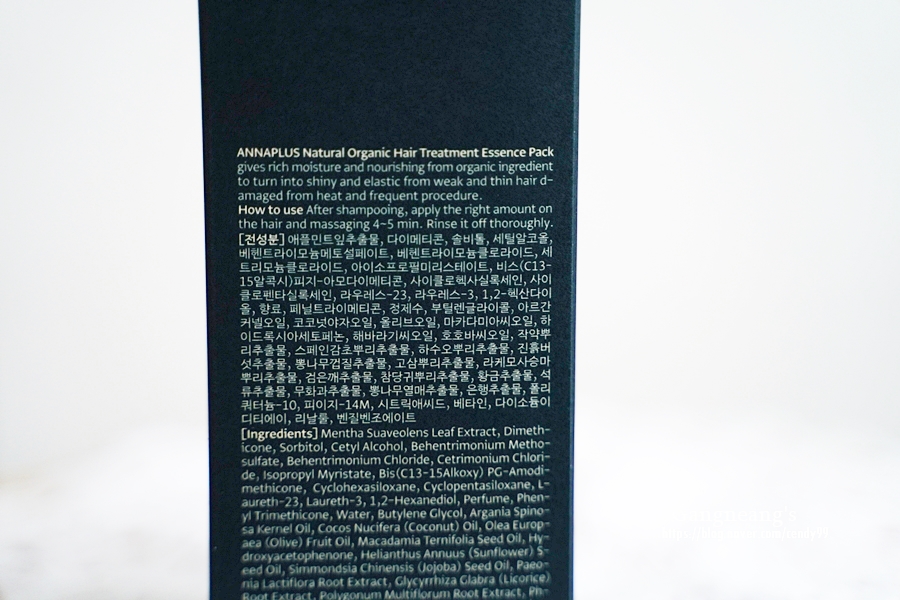 ANNAPLUS Natural Organic Hair Treatment Essence Pack
gives rich moisture and nourishing from organic ingredient
to turn into shiny and elastic from weak and thin hair d-
amaged from heat and frequent procedure.
How to use After shampooing, apply the right amount on
the hair and massaging 4~5 min. Rinse it off thoroughly.
[전성분] 애플민트잎추출물, 다이메티콘, 솔비톨, 세틸알코올,
베헨트라이모늄메토설페이트, 베헨트라이모늄클로라이드, 세
트리모늄클로라이드, 아이소프로필미리스테이트, 비스(C13-
15알콕시)피지-아모다이메티콘, 사이클로헥사실록세인, 사이
클로펜타실록세인, 라우레스-23, 라우레스-3, 1,2-헥산다이
올, 향료, 페닐트라이메티콘, 정제수, 부틸렌글라이콜, 아르간
커넬오일, 코코넛야자오일, 올리브오일, 마카다미아씨오일, 하
이드록시아세토페논, 해바라기씨오일, 호호바씨오일, 작약뿌
리추출물, 스페인감초뿌리추출물, 하수오뿌리추출물, 진흙버
섯추출물, 뽕나무껍질추출물, 고삼뿌리추출물, 라케모사승마
뿌리추출물, 검은깨추출물, 참당귀뿌리추출물, 황금추출물, 석
류추출물, 무화과추출물, 뽕나무열매추출물, 은행추출물, 폴리
쿼터늄-10, 피이지-14M, 시트릭애씨드, 베타인, 다이소듐이
디티에이, 리날룰, 벤질벤조에이트
[Ingredients] Mentha Suaveolens Leaf Extract, Dimeth-
icone, Sorbitol, Cetyl Alcohol, Behentrimonium Metho-
sulfate, Behentrimonium Chloride, Cetrimonium Chlori-
de, Isopropyl Myristate, Bis(C13-15Alkoxy) PG-Amodi-
methicone, Cyclohexasiloxane, Cyclopentasiloxane, L-
aureth-23, Laureth-3, 1,2-Hexanediol, Perfume, Phen-
yl Trimethicone, Water, Butylene Glycol, Argania Spino-
sa Kernel Oil, Cocos Nucifera (Coconut) Oil, Olea Europ-
aea (Olive) Fruit Oil, Macadamia Ternifolia Seed Oil, Hy-
droxyacetophenone, Helianthus Annuus (Sunflower) S-
eed Oil, Simmondsia Chinensis (Jojoba) Seed Oil, Paeo-
nia Lactiflora Root Extract, Glycyrrhiza Glabra (Licorice)
Root Extract, Polygonum Multiflorum Root Extract, Ph-